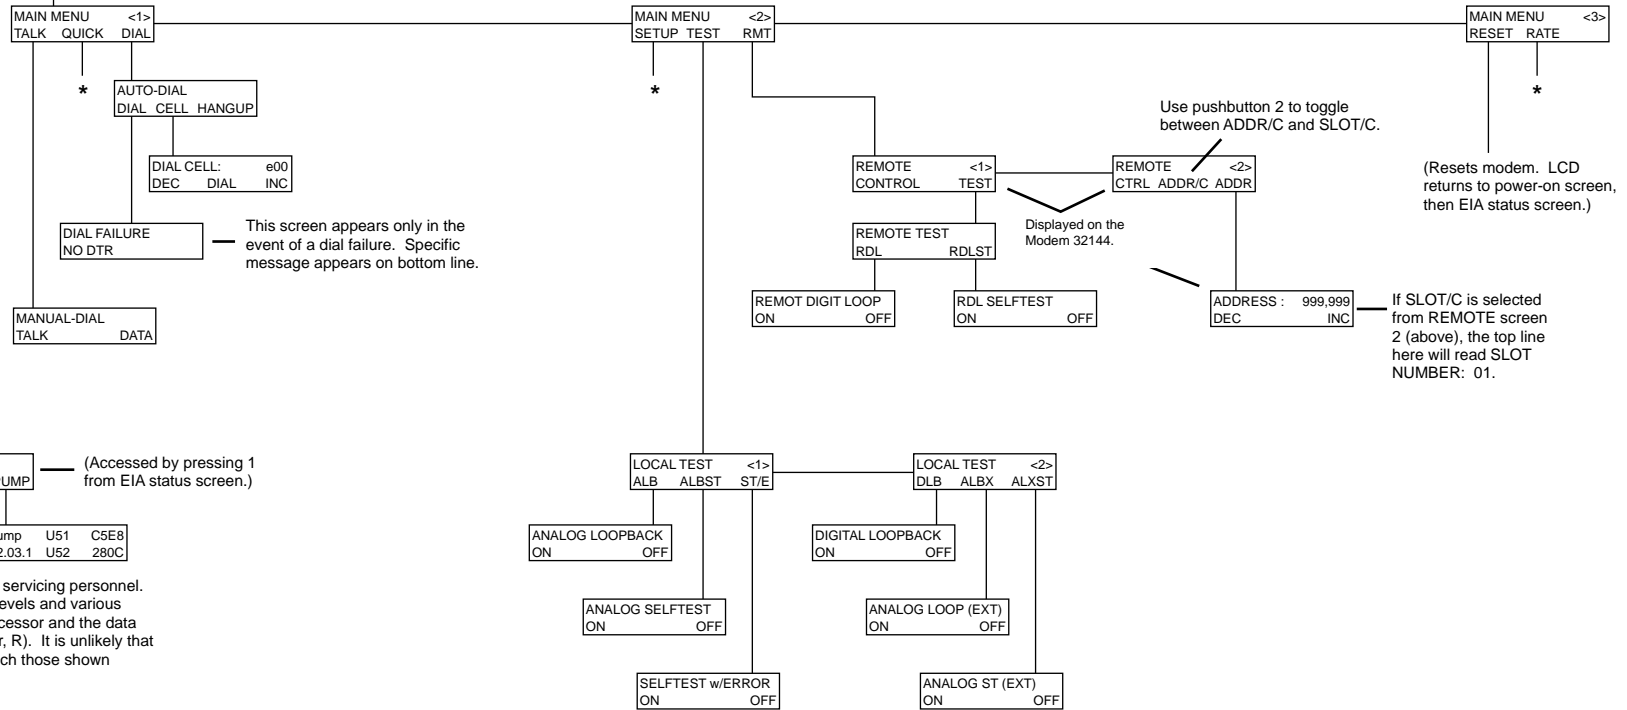 MAIN MENU <1>
TALK QUICK DIAL
MAIN MENU <2>
SETUP TEST RMT
MAIN MENU <3>
RESET RATE
*
*
*
AUTO-DIAL
DIAL CELL HANGUP
DIAL CELL: e00
DEC DIAL INC
DIAL FAILURE
NO DTR
This screen appears only in the
event of a dial failure. Specific
message appears on bottom line.
MANUAL-DIAL
TALK DATA
Use pushbutton 2 to toggle
between ADDR/C and SLOT/C.
REMOTE <1>
CONTROL TEST
REMOTE <2>
CTRL ADDR/C ADDR
(Resets modem. LCD
returns to power-on screen,
then EIA status screen.)
Displayed on the
Modem 32144.
REMOTE TEST
RDL RDLST
REMOT DIGIT LOOP
ON OFF
RDL SELFTEST
ON OFF
ADDRESS : 999,999
DEC INC
If SLOT/C is selected
from REMOTE screen
2 (above), the top line
here will read SLOT
NUMBER: 01.
UMP
(Accessed by pressing 1
from EIA status screen.)
ump U51 C5E8
2.03.1 U52 280C
servicing personnel.
evels and various
cessor and the data
r, R). It is unlikely that
ch those shown
LOCAL TEST <1>
ALB ALBST ST/E
LOCAL TEST <2>
DLB ALBX ALXST
ANALOG LOOPBACK
ON OFF
DIGITAL LOOPBACK
ON OFF
ANALOG SELFTEST
ON OFF
ANALOG LOOP (EXT)
ON OFF
SELFTEST w/ERROR
ON OFF
ANALOG ST (EXT)
ON OFF